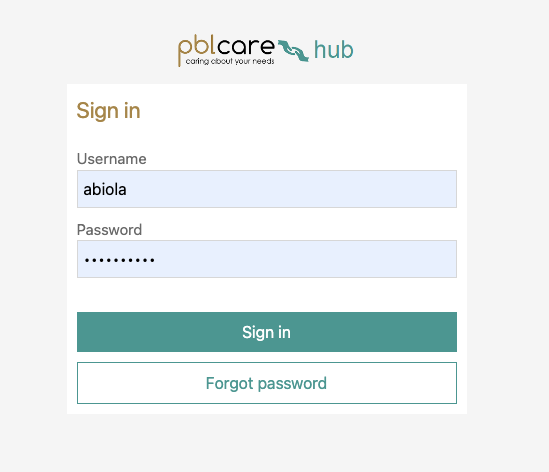 pblcare hub
caring about your needs
Sign in
Username
abiola
Password
••••••••••
Sign in
Forgot password